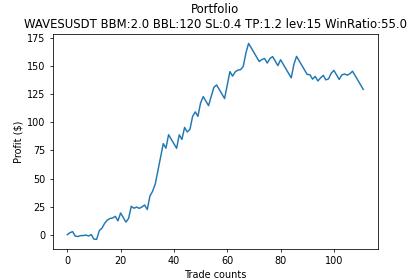 Portfolio
WAVESUSDT BBM:2.0 BBL:120 SL:0.4 TP:1.2 lev:15 WinRatio:55.0
175
150
125
100
75
50
25
0
Profit ($)
0 20 40 60 80 100
Trade counts